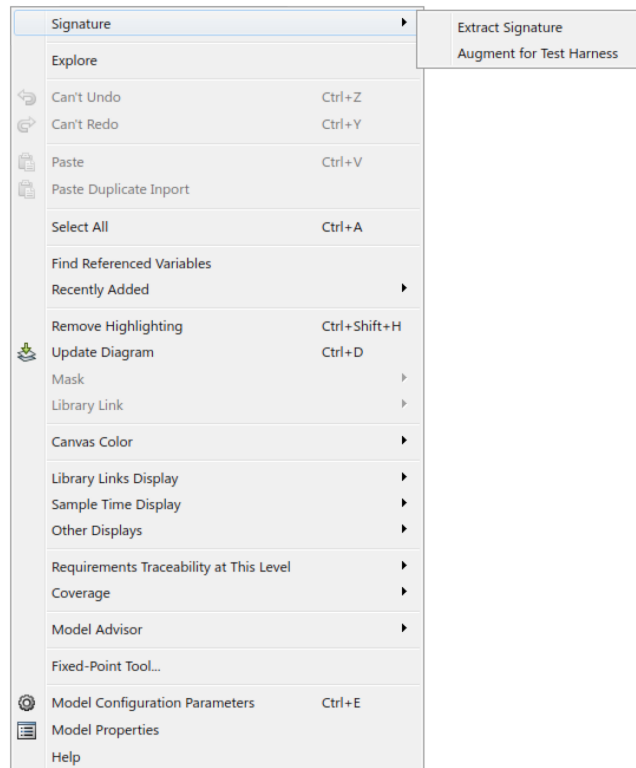 Signature
Extract Signature
Augment for Test Harness
Explore
Can't Undo Ctrl+Z
Can't Redo Ctrl+Y
Paste Ctrl+V
Paste Duplicate Inport
Select All Ctrl+A
Find Referenced Variables
Recently Added
Remove Highlighting Ctrl+Shift+H
Update Diagram Ctrl+D
Mask
Library Link
Canvas Color
Library Links Display
Sample Time Display
Other Displays
Requirements Traceability at This Level
Coverage
Model Advisor
Fixed-Point Tool...
Model Configuration Parameters Ctrl+E
Model Properties
Help